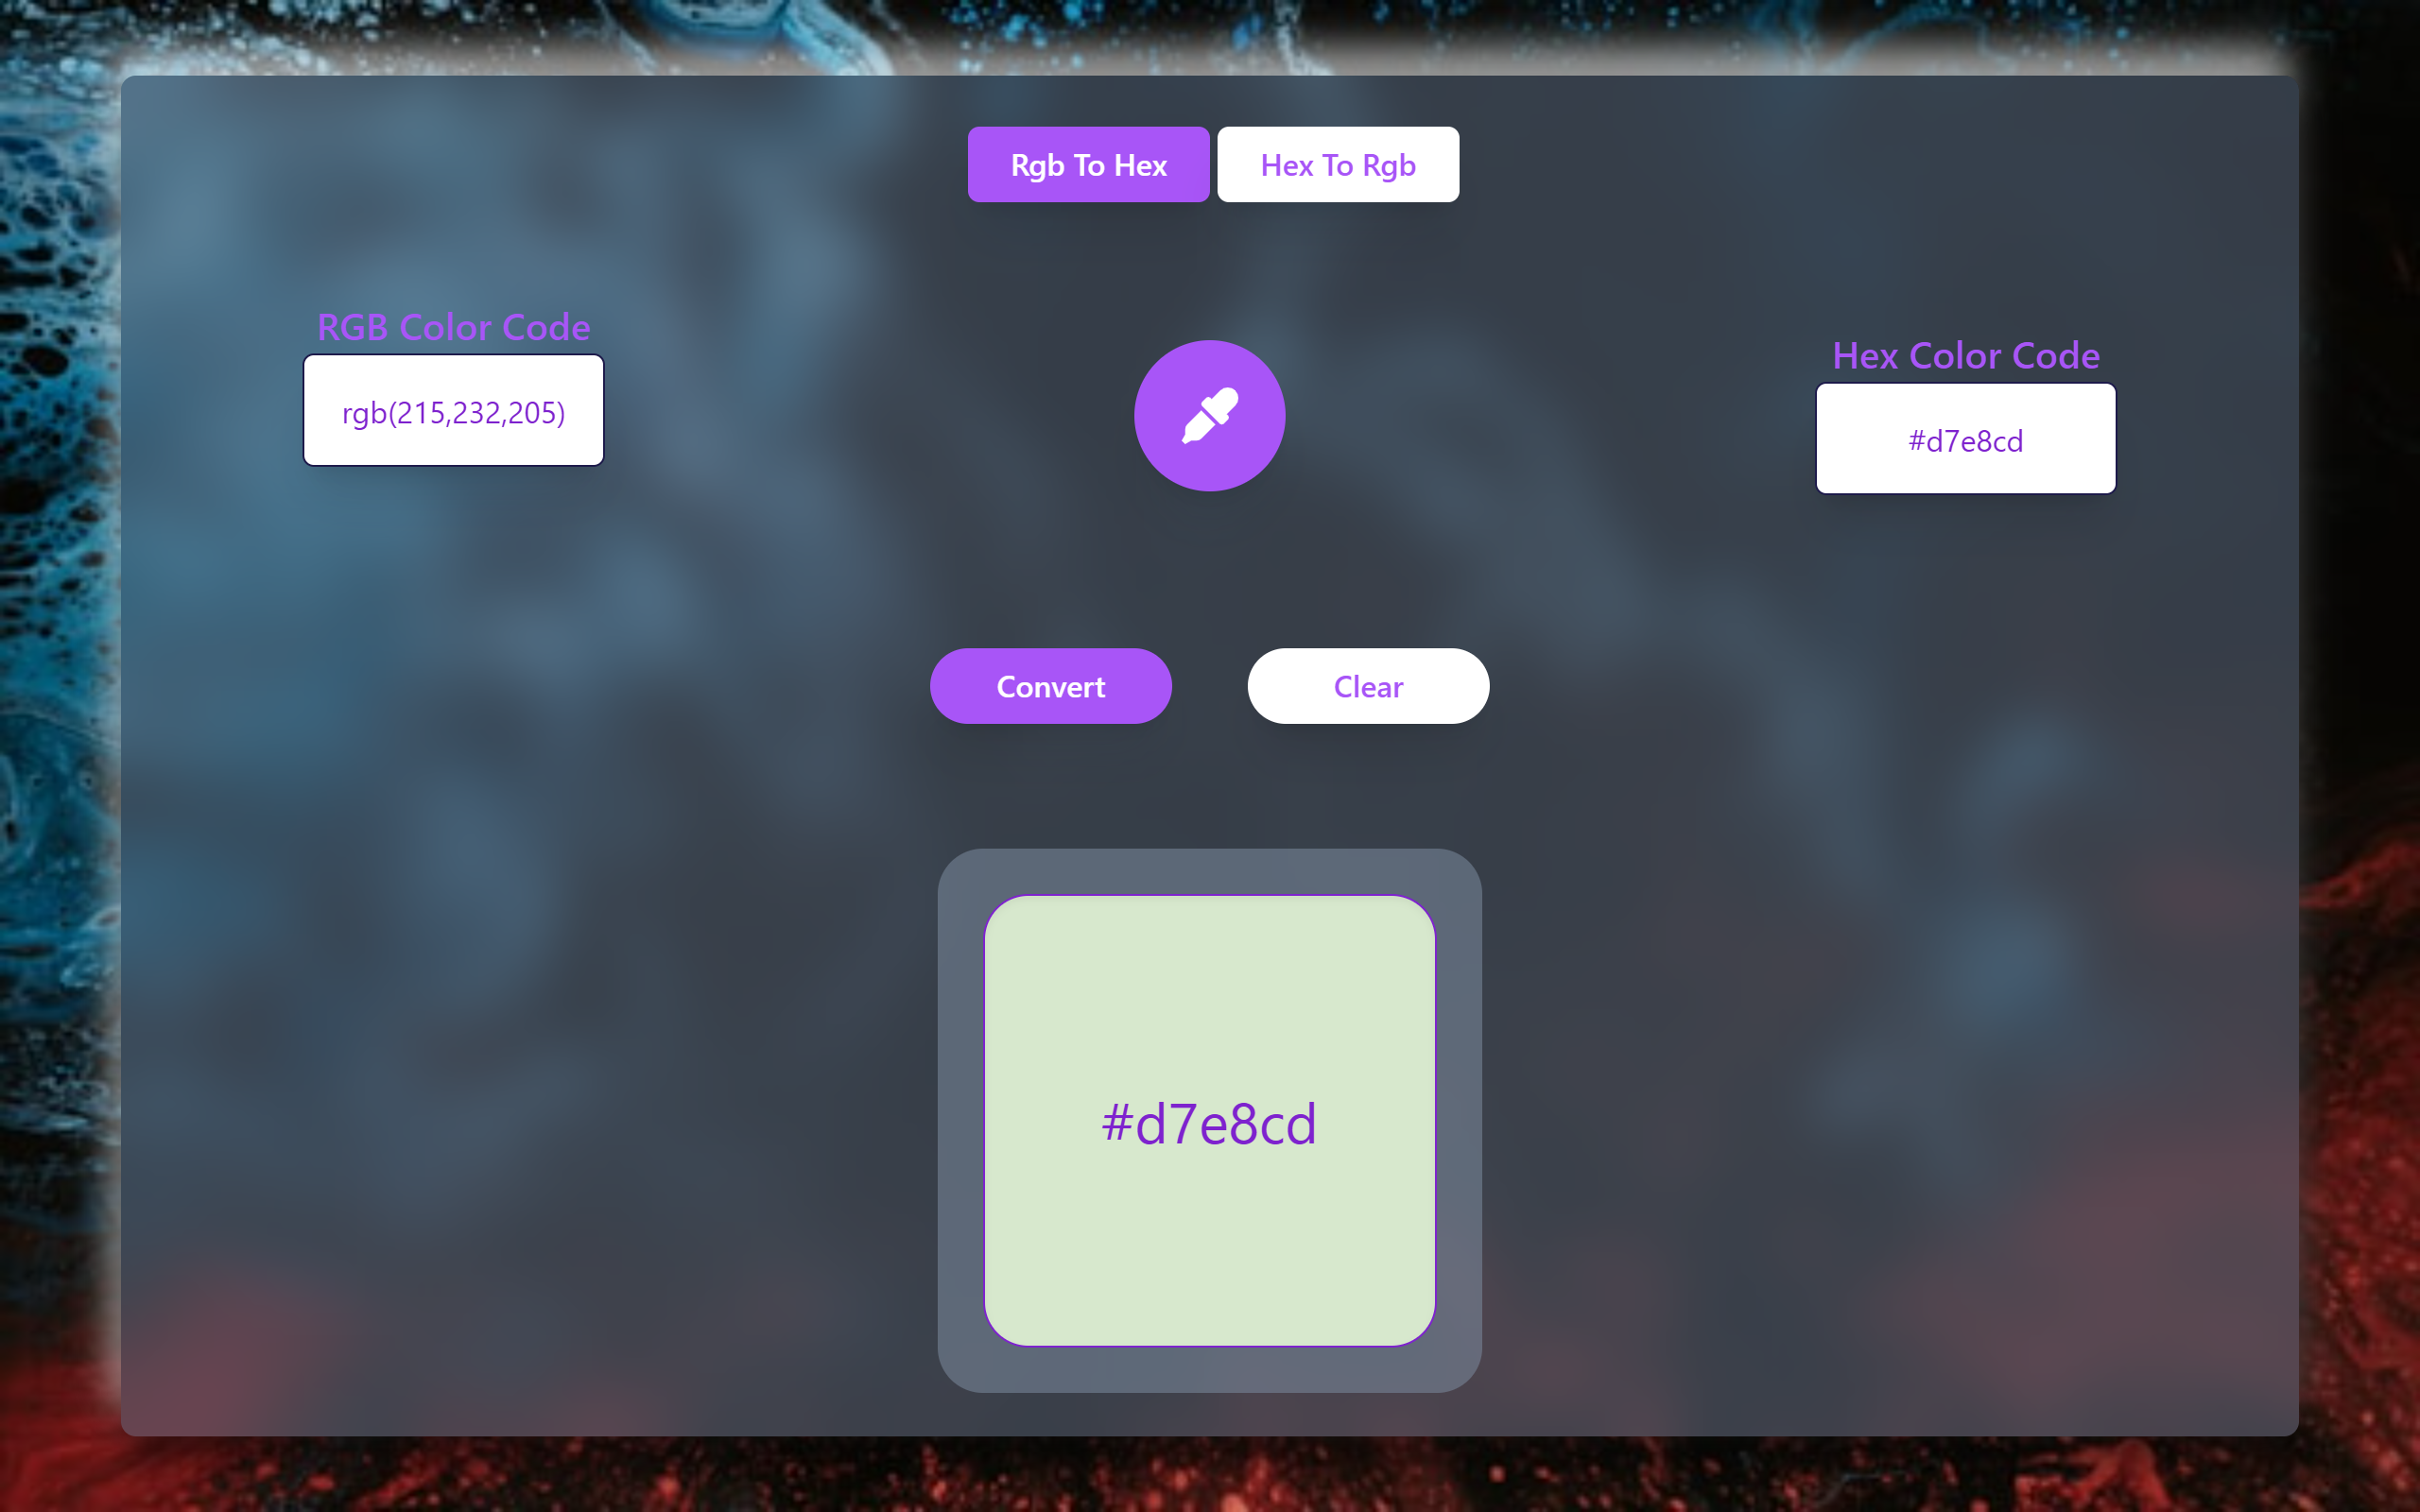 Rgb To Hex
Hex To Rgb
RGB Color Code
rgb(215,232,205)
Hex Color Code
#d7e8cd
Convert
Clear
#d7e8cd